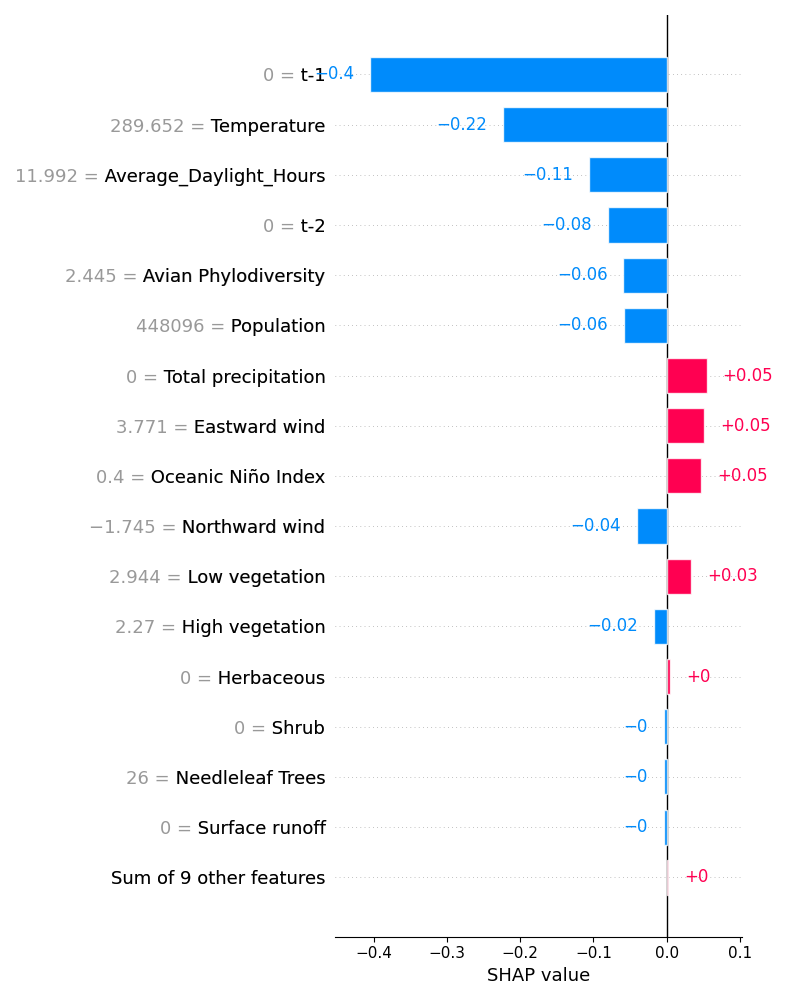 0 = t-1 −0.4
289.652 = Temperature −0.22
11.992 = Average_Daylight_Hours −0.11
0 = t-2 −0.08
2.445 = Avian Phylodiversity −0.06
448096 = Population −0.06
0 = Total precipitation +0.05
3.771 = Eastward wind +0.05
0.4 = Oceanic Niño Index +0.05
−1.745 = Northward wind −0.04
2.944 = Low vegetation +0.03
2.27 = High vegetation −0.02
0 = Herbaceous +0
0 = Shrub −0
26 = Needleleaf Trees −0
0 = Surface runoff −0
Sum of 9 other features +0
−0.4 −0.3 −0.2 −0.1 0.0 0.1
SHAP value